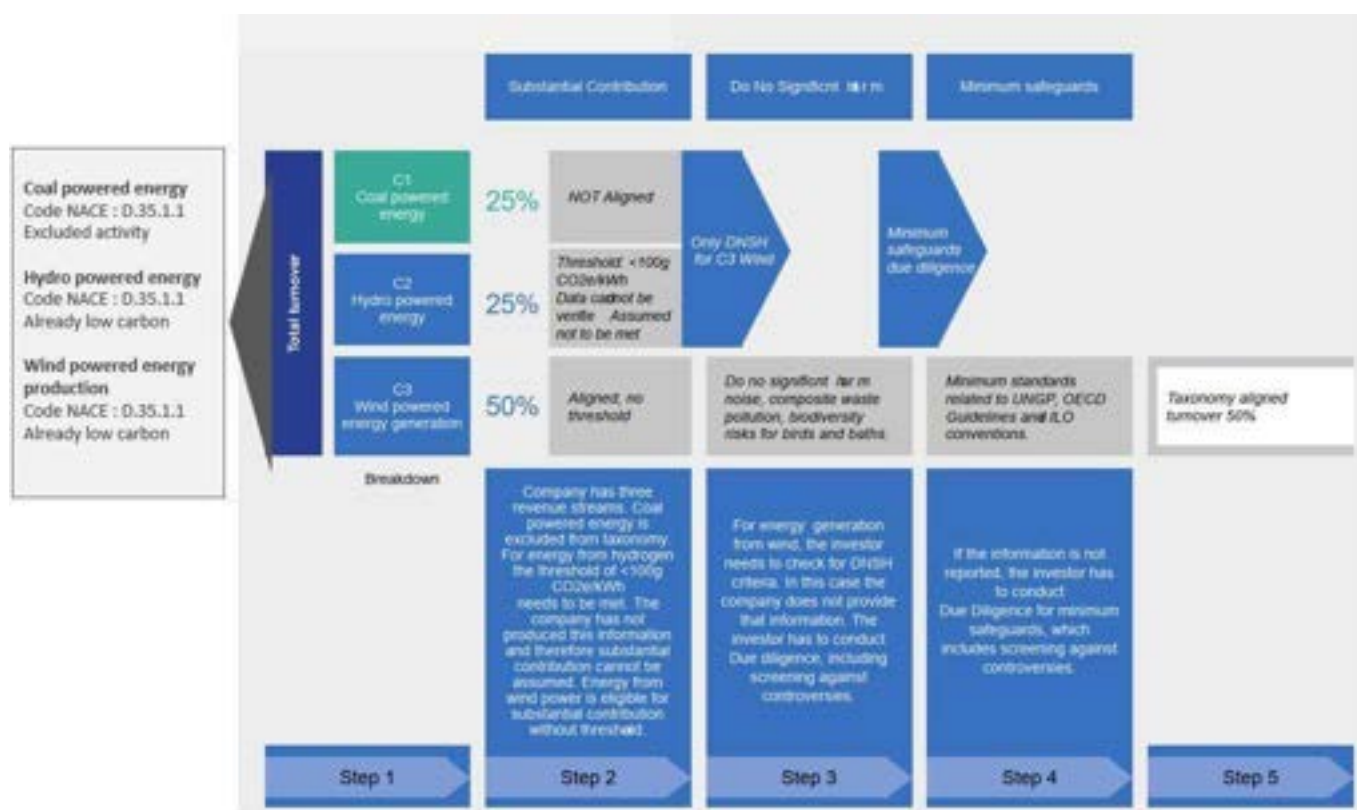 Substantial Contribution
Do No Significnt har m
Minimum safeguards
Coal powered energy
Code NACE : D.35.1.1
Excluded activity
Hydro powered energy
Code NACE : D.35.1.1
Already low carbon
Wind powered energy
production
Code NACE : D.35.1.1
Already low carbon
Total turnover
C1
Coal powered
energy
25%
NOT Aligned
C2
Hydro powered
energy
25%
Threshold: <100g
CO2e/kWh
Data cannot be
verifie Assumed
not to be met
Only DNSH
for C3 Wind
Minimum
safeguards
due diligence
C3
Wind powered
energy generation
50%
Aligned, no
threshold
Do no significnt har m
noise, composite waste
pollution, biodiversity
risks for birds and baths.
Minimum standards
related to UNGP, OECD
Guidelines and ILO
conventions.
Taxonomy aligned
turnover 50%
Breakdown
Company has three
revenue streams. Coal
powered energy is
excluded from taxonomy.
For energy from hydrogen
the threshold of <100g
CO2e/kWh
needs to be met. The
company has not
produced this information
and therefore substantial
contribution cannot be
assumed. Energy from
wind power is eligible for
substantial contribution
without threshold.
For energy generation
from wind, the investor
needs to check for DNSH
criteria. In this case the
company does not provide
that information. The
investor has to conduct
Due diligence, including
screening against
controversies.
If the information is not
reported, the investor has
to conduct
Due Diligence for minimum
safeguards, which
includes screening against
controversies.
Step 1
Step 2
Step 3
Step 4
Step 5